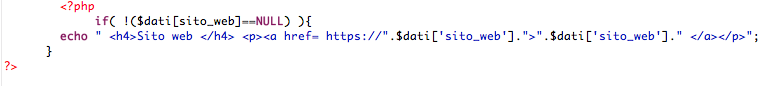 <?php
if( !($dati[sito_web]==NULL) ){
echo " <h4>Sito web </h4> <p><a href= https://".$dati['sito_web'].">".$dati['sito_web']." </a></p>";
}
?>